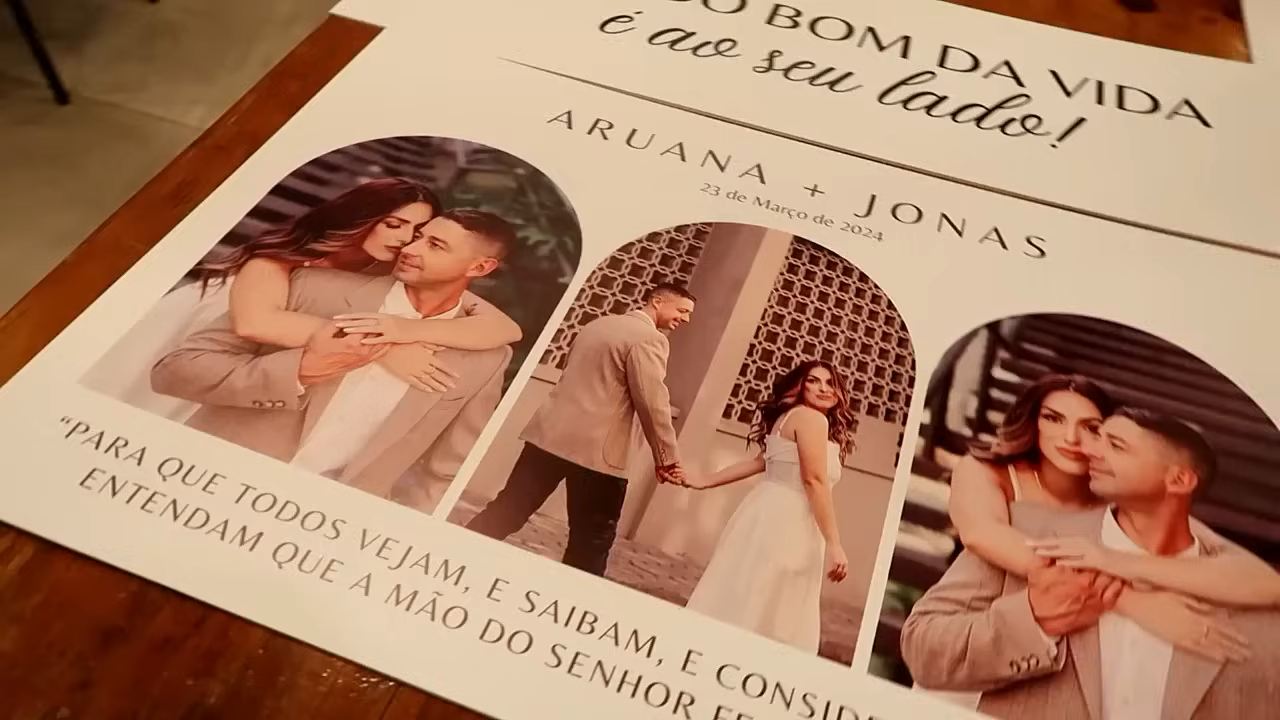 BOM DA VIDA
é ao seu lado!
ARUANA + JONAS
23 de Março de 2024
“PARA QUE TODOS VEJAM, E SAIBAM, E
ENTENDAM QUE A MÃO DO SENHOR